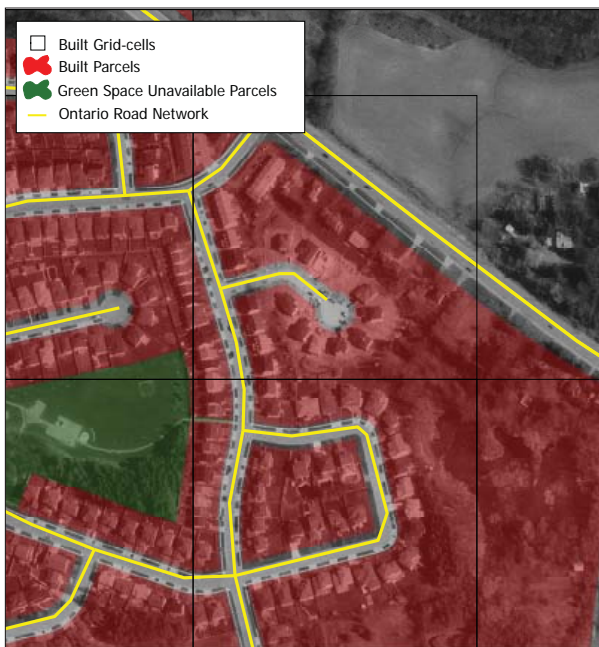 Built Grid-cells
Built Parcels
Green Space Unavailable Parcels
Ontario Road Network